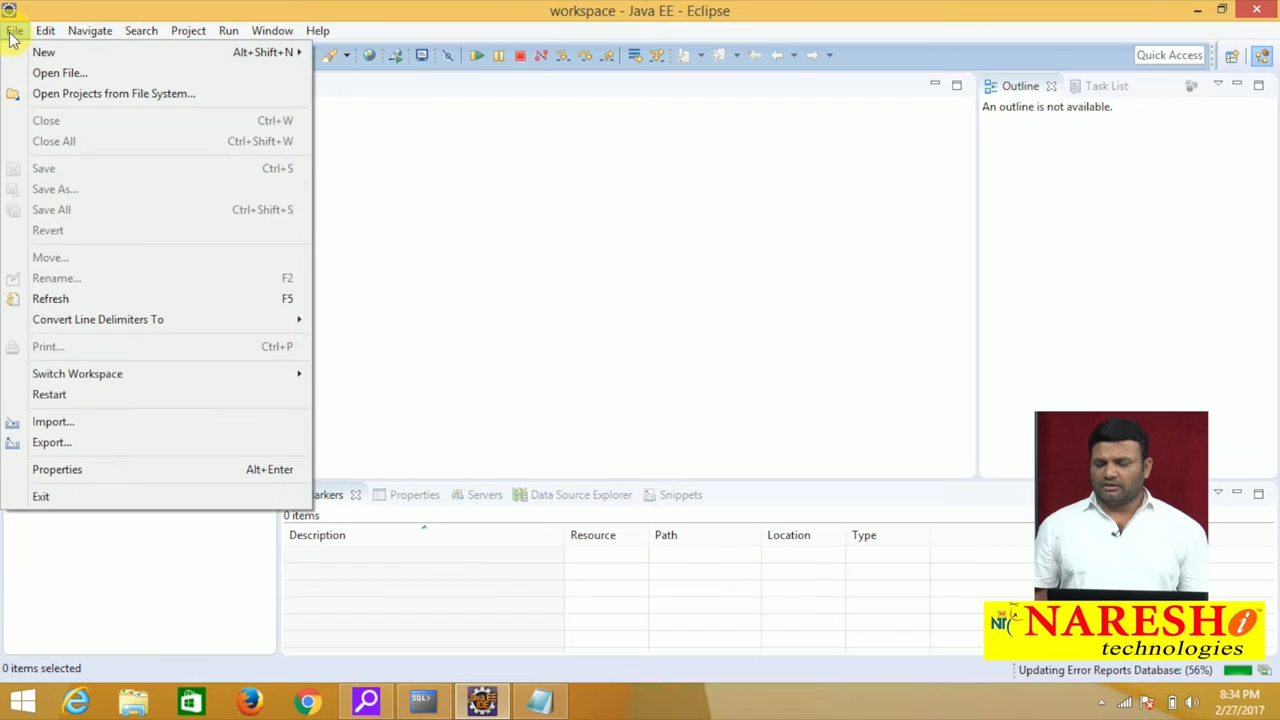 workspace - Java EE - Eclipse
File Edit Navigate Search Project Run Window Help
New Alt+Shift+N
Open File...
Open Projects from File System...
Close Ctrl+W
Close All Ctrl+Shift+W
Save Ctrl+S
Save As...
Save All Ctrl+Shift+S
Revert
Move...
Rename... F2
Refresh F5
Convert Line Delimiters To
Print... Ctrl+P
Switch Workspace
Restart
Import...
Export...
Properties Alt+Enter
Exit
Quick Access
Outline Task List
An outline is not available.
arkers Properties Servers Data Source Explorer Snippets
0 items
Description Resource Path Location Type
NT NARESH i
technologies
0 items selected
Updating Error Reports Database: (56%)
SQL>
Java EE
IDE
8:34 PM
2/27/2017